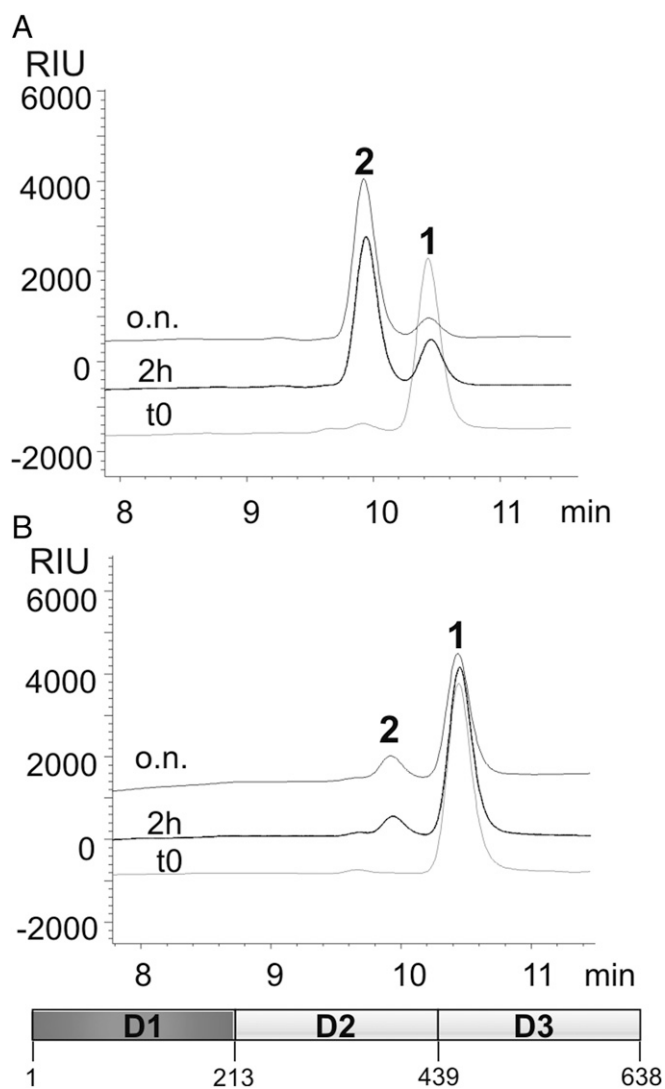 A
RIU
6000
4000
2000
0
-2000
2
1
o.n.
2h
t0
8 9 10 11 min
B
RIU
6000
4000
2000
0
-2000
1
2
o.n.
2h
t0
8 9 10 11 min
D1 D2 D3
1 213 439 638